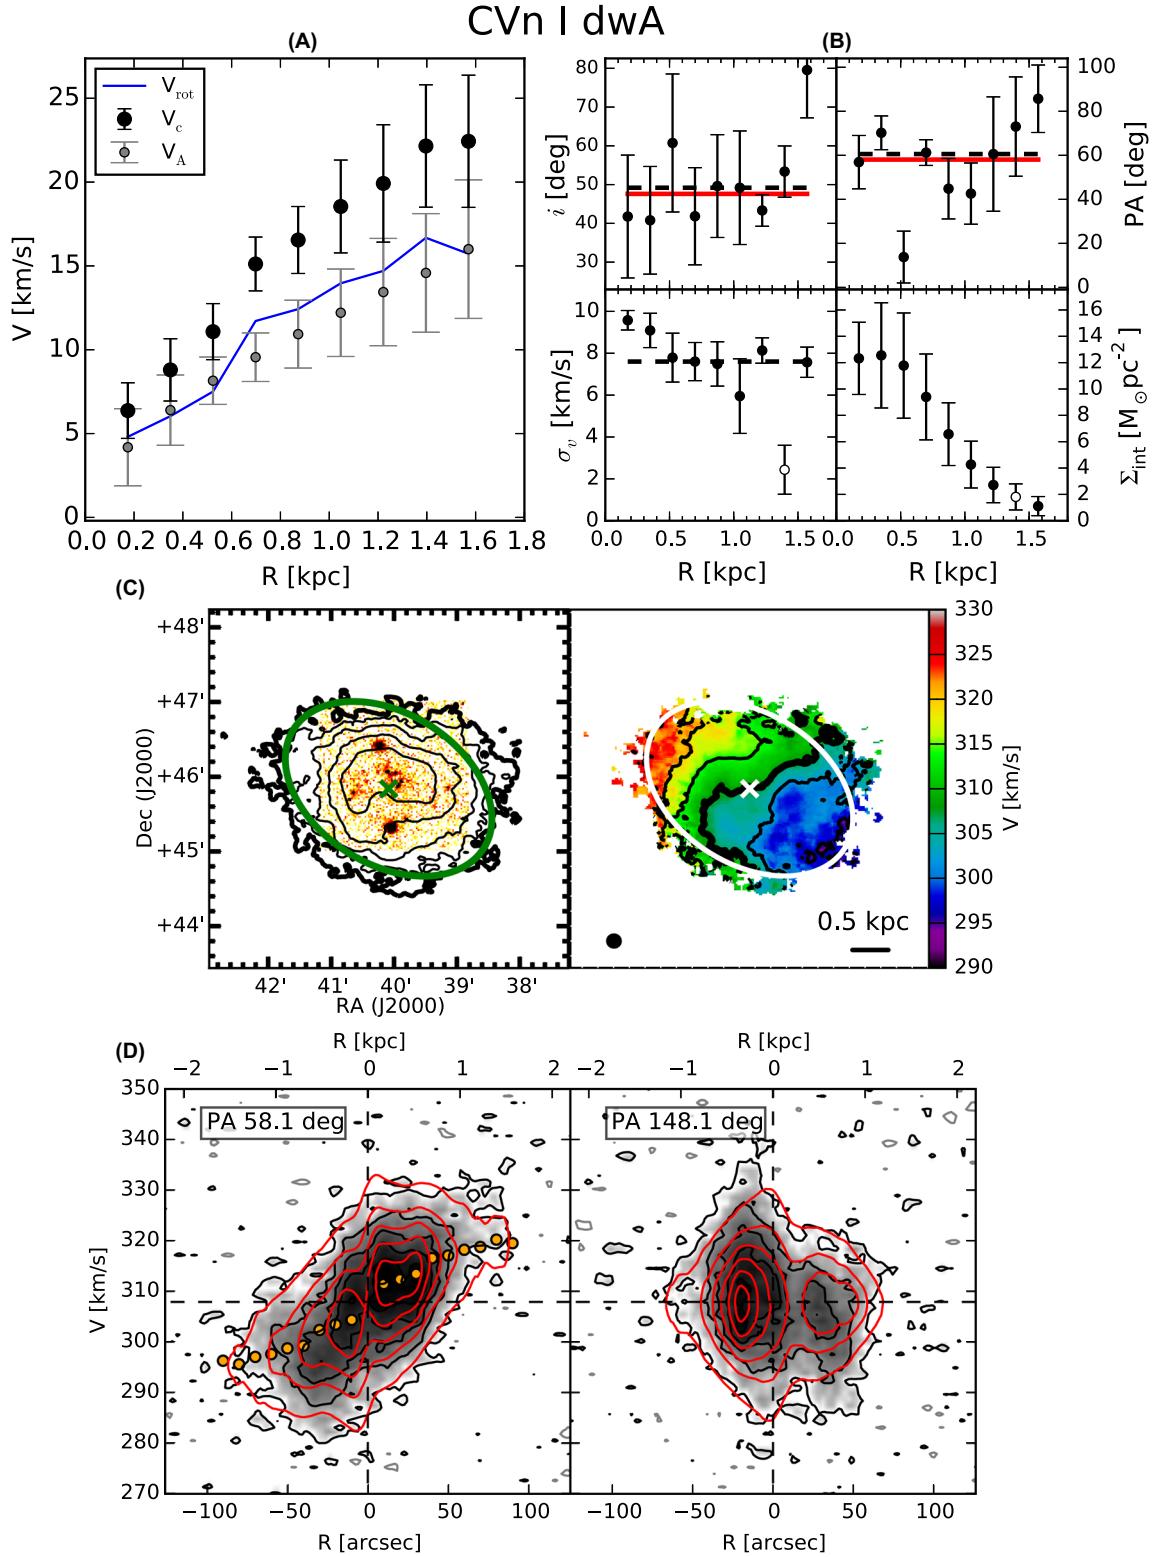 CVn I dwA
(A)
(B)
V_rot
V_c
V_A
25
20
15
10
5
0
V [km/s]
0.0 0.2 0.4 0.6 0.8 1.0 1.2 1.4 1.6 1.8
R [kpc]
80
70
60
50
40
30
i [deg]
100
80
60
40
20
0
PA [deg]
10
8
6
4
2
0
σ_v [km/s]
16
14
12
10
8
6
4
2
0
Σ_int [M_⊙pc⁻²]
0.0 0.5 1.0 1.5
R [kpc]
0.0 0.5 1.0 1.5
R [kpc]
(C)
+48'
+47'
+46'
+45'
+44'
Dec (J2000)
42' 41' 40' 39' 38'
RA (J2000)
0.5 kpc
330
325
320
315
310
305
300
295
290
V [km/s]
(D)
R [kpc]
−2 −1 0 1 2
R [kpc]
−2 −1 0 1 2
350
340
330
320
310
300
290
280
270
V [km/s]
PA 58.1 deg
PA 148.1 deg
−100 −50 0 50 100
R [arcsec]
−100 −50 0 50 100
R [arcsec]